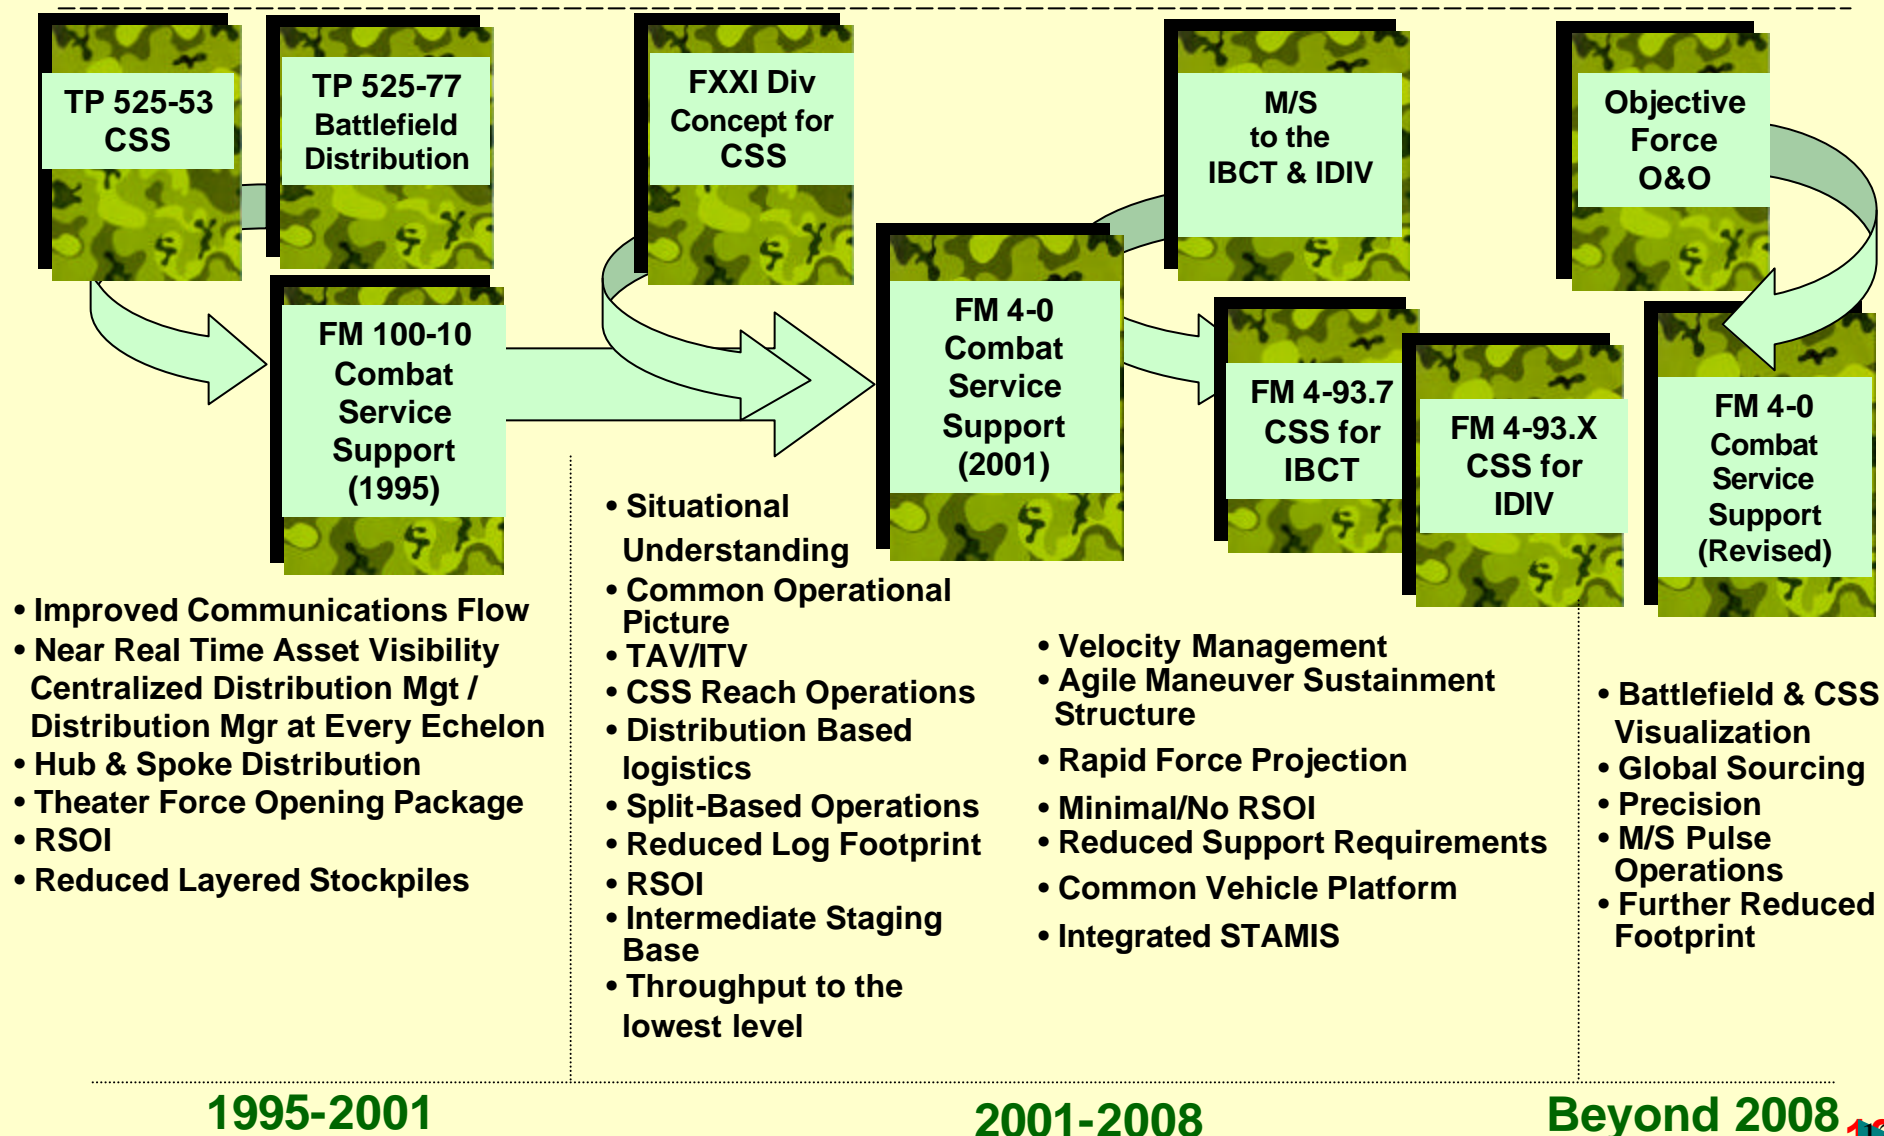 TP 525-53
CSS
TP 525-77
Battlefield
Distribution
FXXI Div
Concept for
CSS
M/S
to the
IBCT & IDIV
Objective
Force
O&O
FM 100-10
Combat
Service
Support
(1995)
FM 4-0
Combat
Service
Support
(2001)
FM 4-93.7
CSS for
IBCT
FM 4-93.X
CSS for
IDIV
FM 4-0
Combat
Service
Support
(Revised)
• Improved Communications Flow
• Near Real Time Asset Visibility
Centralized Distribution Mgt /
Distribution Mgr at Every Echelon
• Hub & Spoke Distribution
• Theater Force Opening Package
• RSOI
• Reduced Layered Stockpiles
• Situational
Understanding
• Common Operational
Picture
• TAV/ITV
• CSS Reach Operations
• Distribution Based
logistics
• Split-Based Operations
• Reduced Log Footprint
• RSOI
• Intermediate Staging
Base
• Throughput to the
lowest level
• Velocity Management
• Agile Maneuver Sustainment
Structure
• Rapid Force Projection
• Minimal/No RSOI
• Reduced Support Requirements
• Common Vehicle Platform
• Integrated STAMIS
• Battlefield & CSS
Visualization
• Global Sourcing
• Precision
• M/S Pulse
Operations
• Further Reduced
Footprint
1995-2001
2001-2008
Beyond 2008